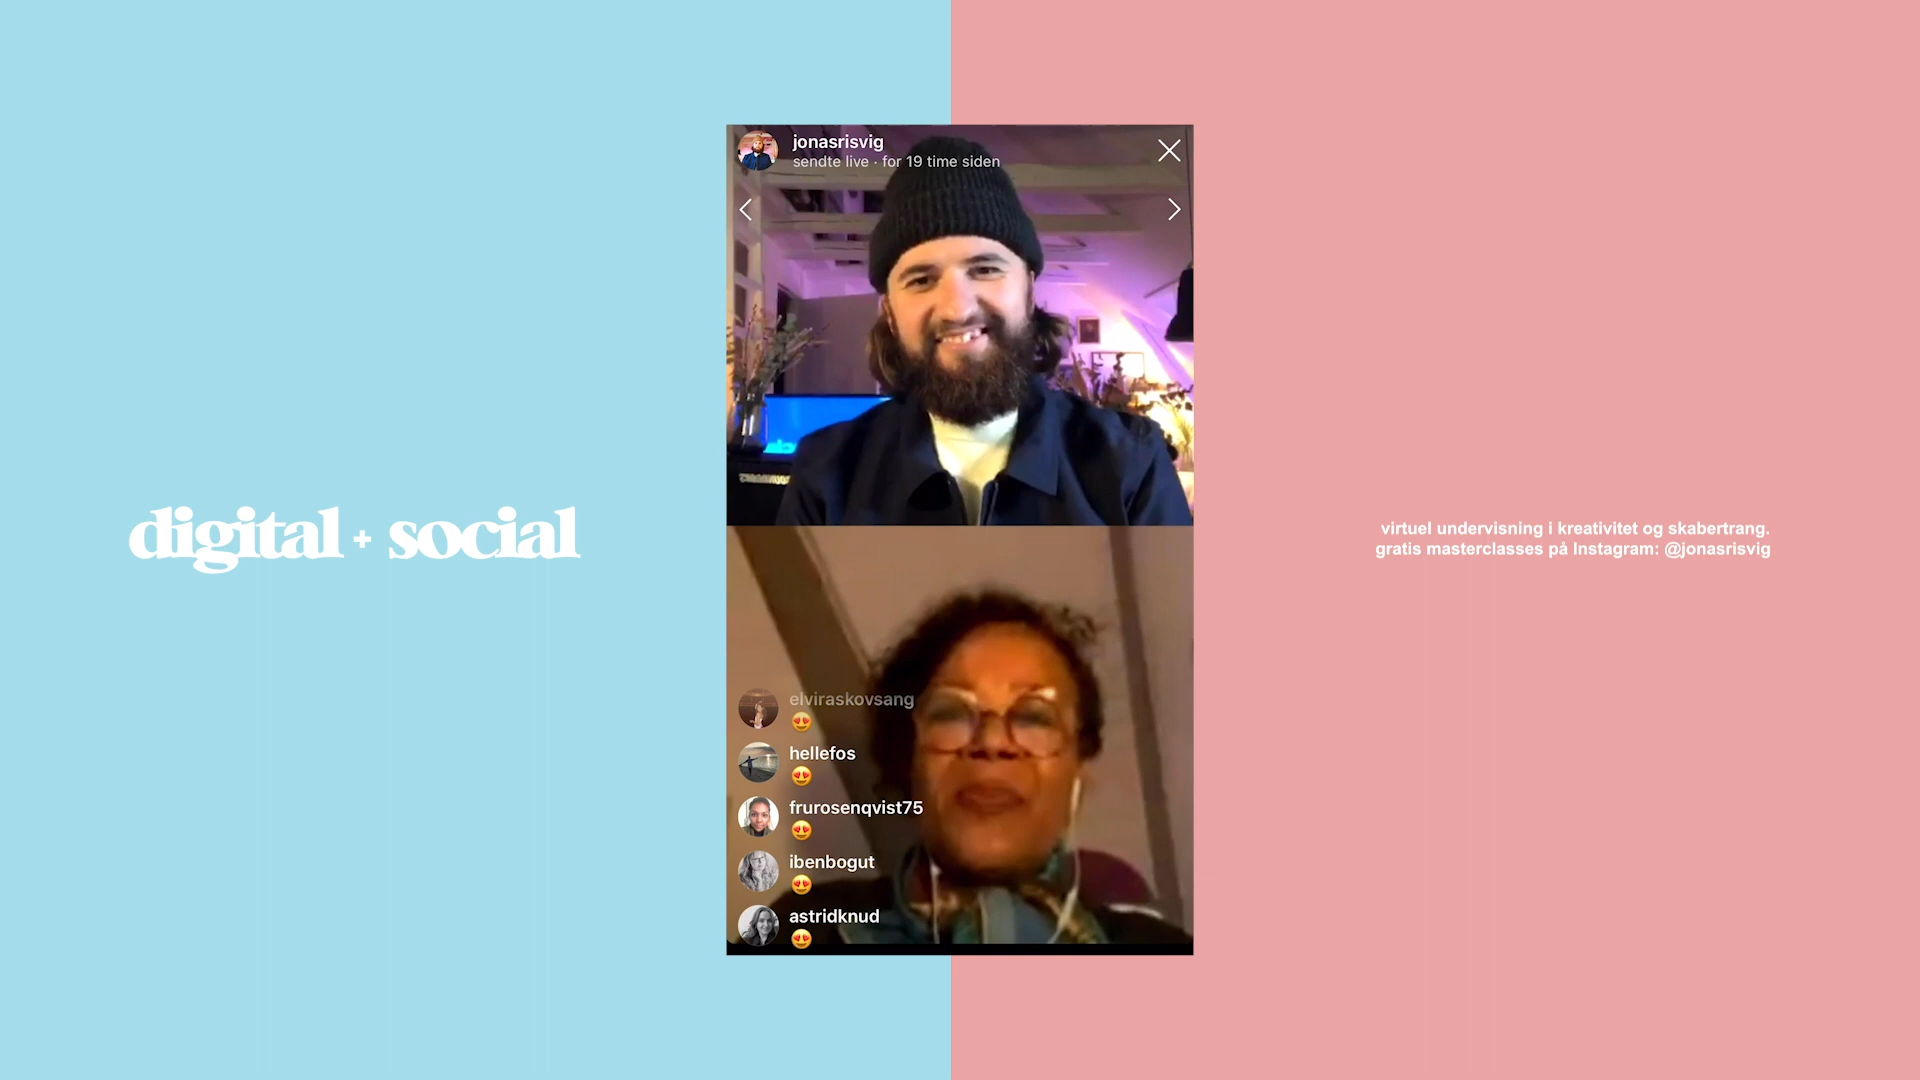 digital + social
jonasrisvig
sendte live · for 19 time siden
elviraskovsang
😍
hellefos
😍
frurosenqvist75
😍
ibenbogut
😍
astridknud
😍
virtuel undervisning i kreativitet og skabertrang.
gratis masterclasses på Instagram: @jonasrisvig